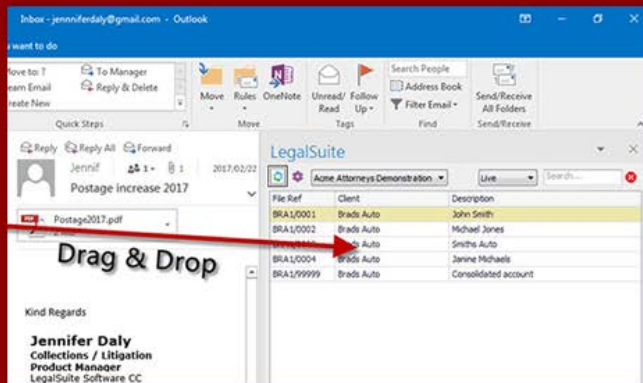 Inbox - jennniferdaly@gmail.com - Outlook
u want to do
Move to: ?
To Manager
eam Email
Reply & Delete
reate New
Quick Steps
Move
Rules
OneNote
Move
Unread/ Read
Follow Up
Tags
Search People
Address Book
Filter Email
Find
Send/Receive All Folders
Send/Receive
Reply Reply All Forward
Jennif 1 1 2017/02/22
Postage increase 2017
Postage2017.pdf
Drag & Drop
Kind Regards
Jennifer Daly
Collections / Litigation
Product Manager
LegalSuite Software CC
LegalSuite
Acme Attorneys Demonstration Live Search...
File Ref Client Description
BRA1/0001 Brads Auto John Smith
BRA1/0002 Brads Auto Michael Jones
Brads Auto Smiths Auto
BRA1/0004 Brads Auto Janine Michaels
BRA1/99999 Brads Auto Consolidated account